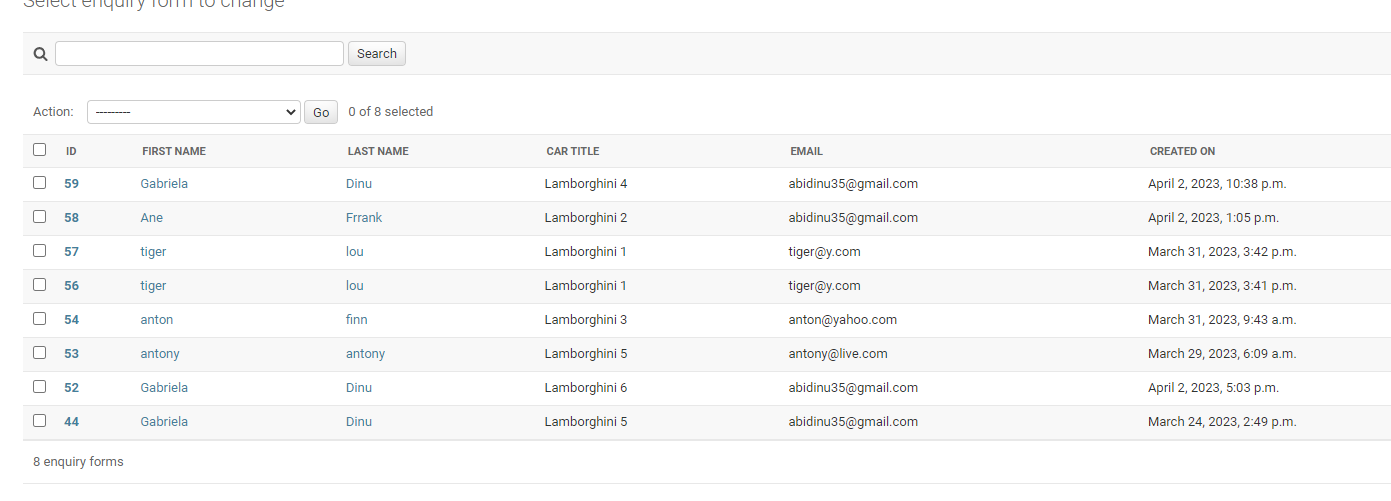 Select enquiry form to change
Search
Action: --------- Go 0 of 8 selected
ID FIRST NAME LAST NAME CAR TITLE EMAIL CREATED ON
59 Gabriela Dinu Lamborghini 4 abidinu35@gmail.com April 2, 2023, 10:38 p.m.
58 Ane Frrank Lamborghini 2 abidinu35@gmail.com April 2, 2023, 1:05 p.m.
57 tiger lou Lamborghini 1 tiger@y.com March 31, 2023, 3:42 p.m.
56 tiger lou Lamborghini 1 tiger@y.com March 31, 2023, 3:41 p.m.
54 anton finn Lamborghini 3 anton@yahoo.com March 31, 2023, 9:43 a.m.
53 antony antony Lamborghini 5 antony@live.com March 29, 2023, 6:09 a.m.
52 Gabriela Dinu Lamborghini 6 abidinu35@gmail.com April 2, 2023, 5:03 p.m.
44 Gabriela Dinu Lamborghini 5 abidinu35@gmail.com March 24, 2023, 2:49 p.m.
8 enquiry forms